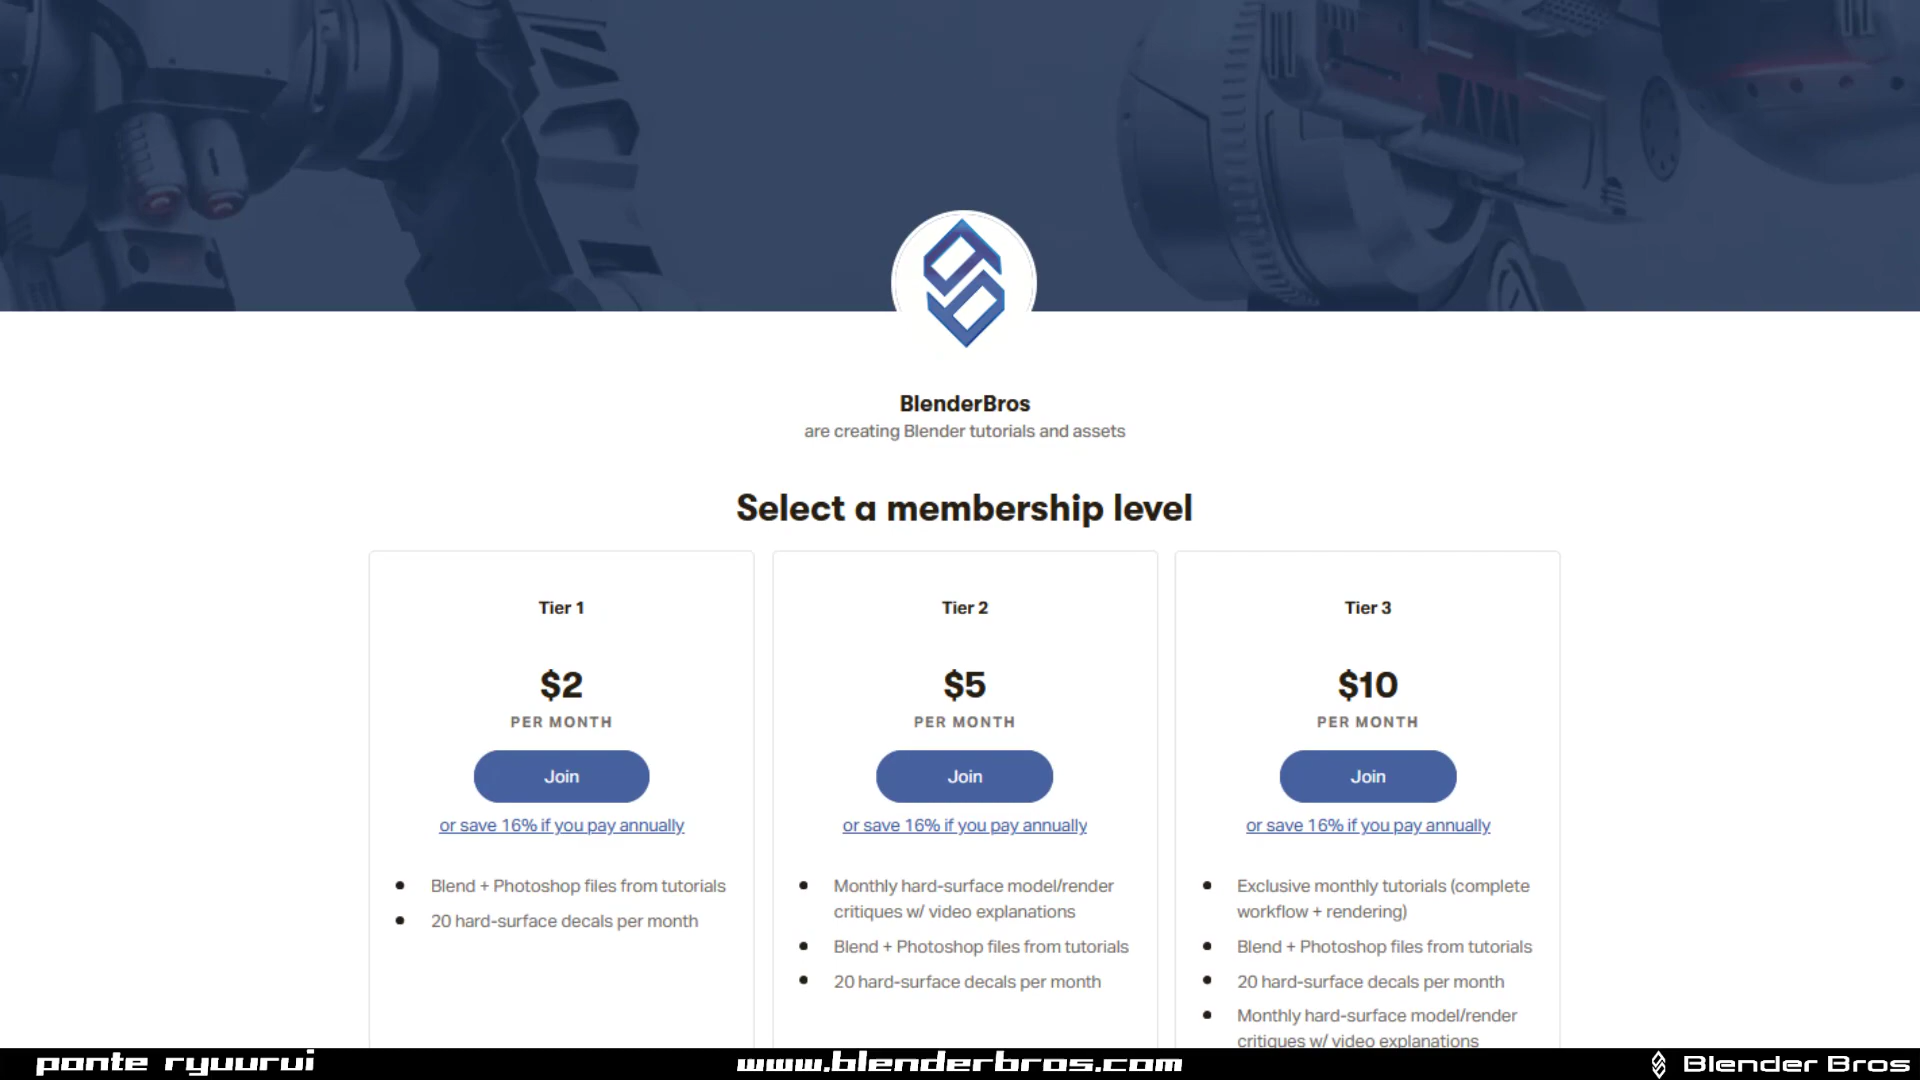 BlenderBros
are creating Blender tutorials and assets
Select a membership level
Tier 1
$2
PER MONTH
Join
or save 16% if you pay annually
Blend + Photoshop files from tutorials
20 hard-surface decals per month
Tier 2
$5
PER MONTH
Join
or save 16% if you pay annually
Monthly hard-surface model/render
critiques w/ video explanations
Blend + Photoshop files from tutorials
20 hard-surface decals per month
Tier 3
$10
PER MONTH
Join
or save 16% if you pay annually
Exclusive monthly tutorials (complete
workflow + rendering)
Blend + Photoshop files from tutorials
20 hard-surface decals per month
Monthly hard-surface model/render
critiques w/ video explanations
ponte ryuurui
www.blenderbros.com
Blender Bros